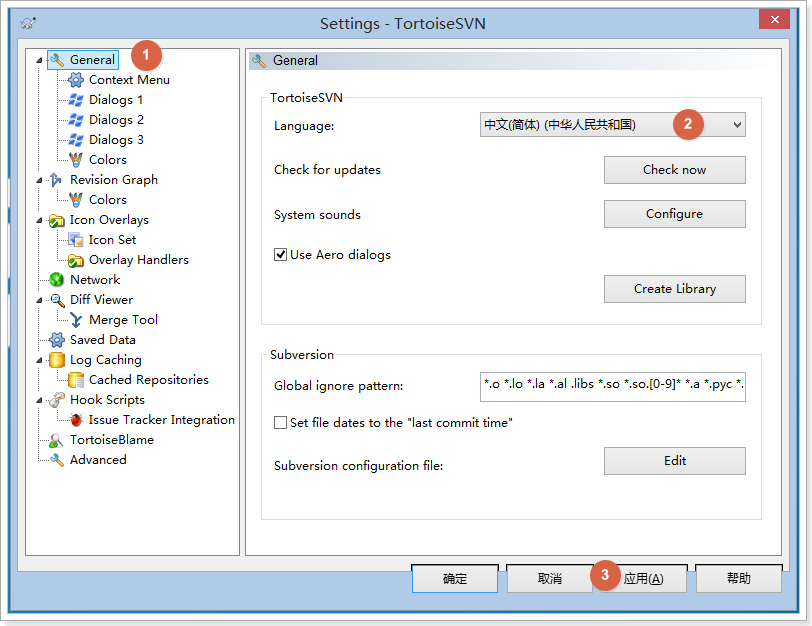 Settings - TortoiseSVN
General
1
Context Menu
Dialogs 1
Dialogs 2
Dialogs 3
Colors
Revision Graph
Colors
Icon Overlays
Icon Set
Overlay Handlers
Network
Diff Viewer
Merge Tool
Saved Data
Log Caching
Cached Repositories
Hook Scripts
Issue Tracker Integration
TortoiseBlame
Advanced
General
TortoiseSVN
Language:
中文(简体) (中华人民共和国)
2
Check for updates
Check now
System sounds
Configure
Use Aero dialogs
Create Library
Subversion
Global ignore pattern:
*.o *.lo *.la *.al .libs *.so *.so.[0-9]* *.a *.pyc *.
Set file dates to the "last commit time"
Subversion configuration file:
Edit
确定
取消
3
应用(A)
帮助